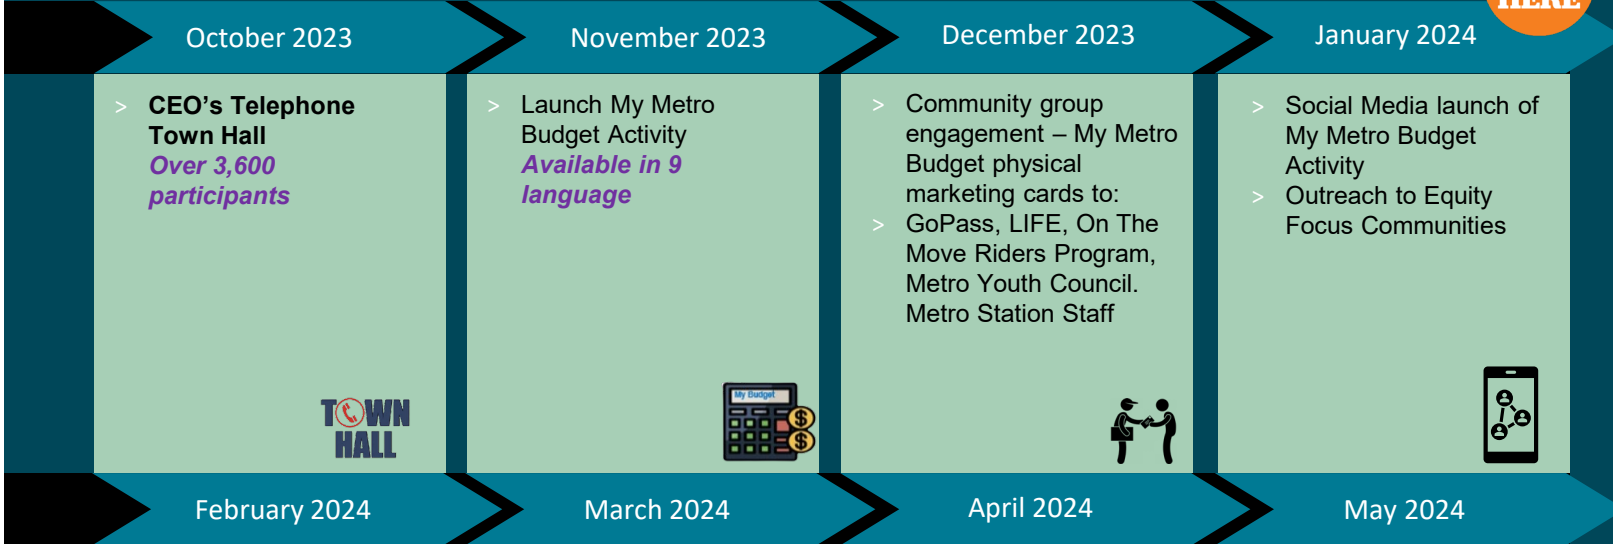 HERE
October 2023
November 2023
December 2023
January 2024
> CEO’s Telephone
Town Hall
Over 3,600
participants
TOWN
HALL
> Launch My Metro
Budget Activity
Available in 9
language
My Budget
$
$
> Community group
engagement – My Metro
Budget physical
marketing cards to:
> GoPass, LIFE, On The
Move Riders Program,
Metro Youth Council.
Metro Station Staff
> Social Media launch of
My Metro Budget
Activity
> Outreach to Equity
Focus Communities
February 2024
March 2024
April 2024
May 2024